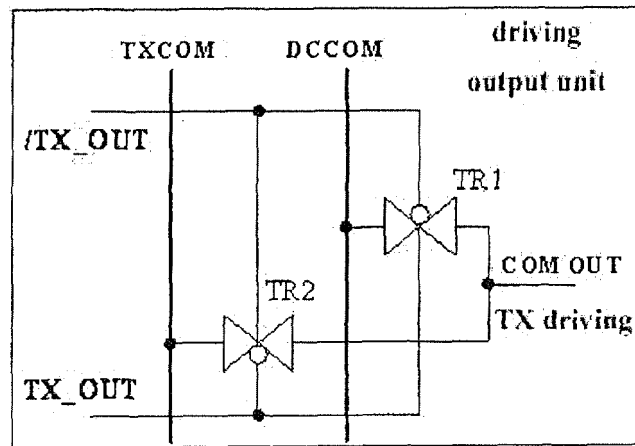 driving
output unit
TXCOM
DCCOM
/TX_OUT
TR1
COM OUT
TR2
TX driving
TX_OUT